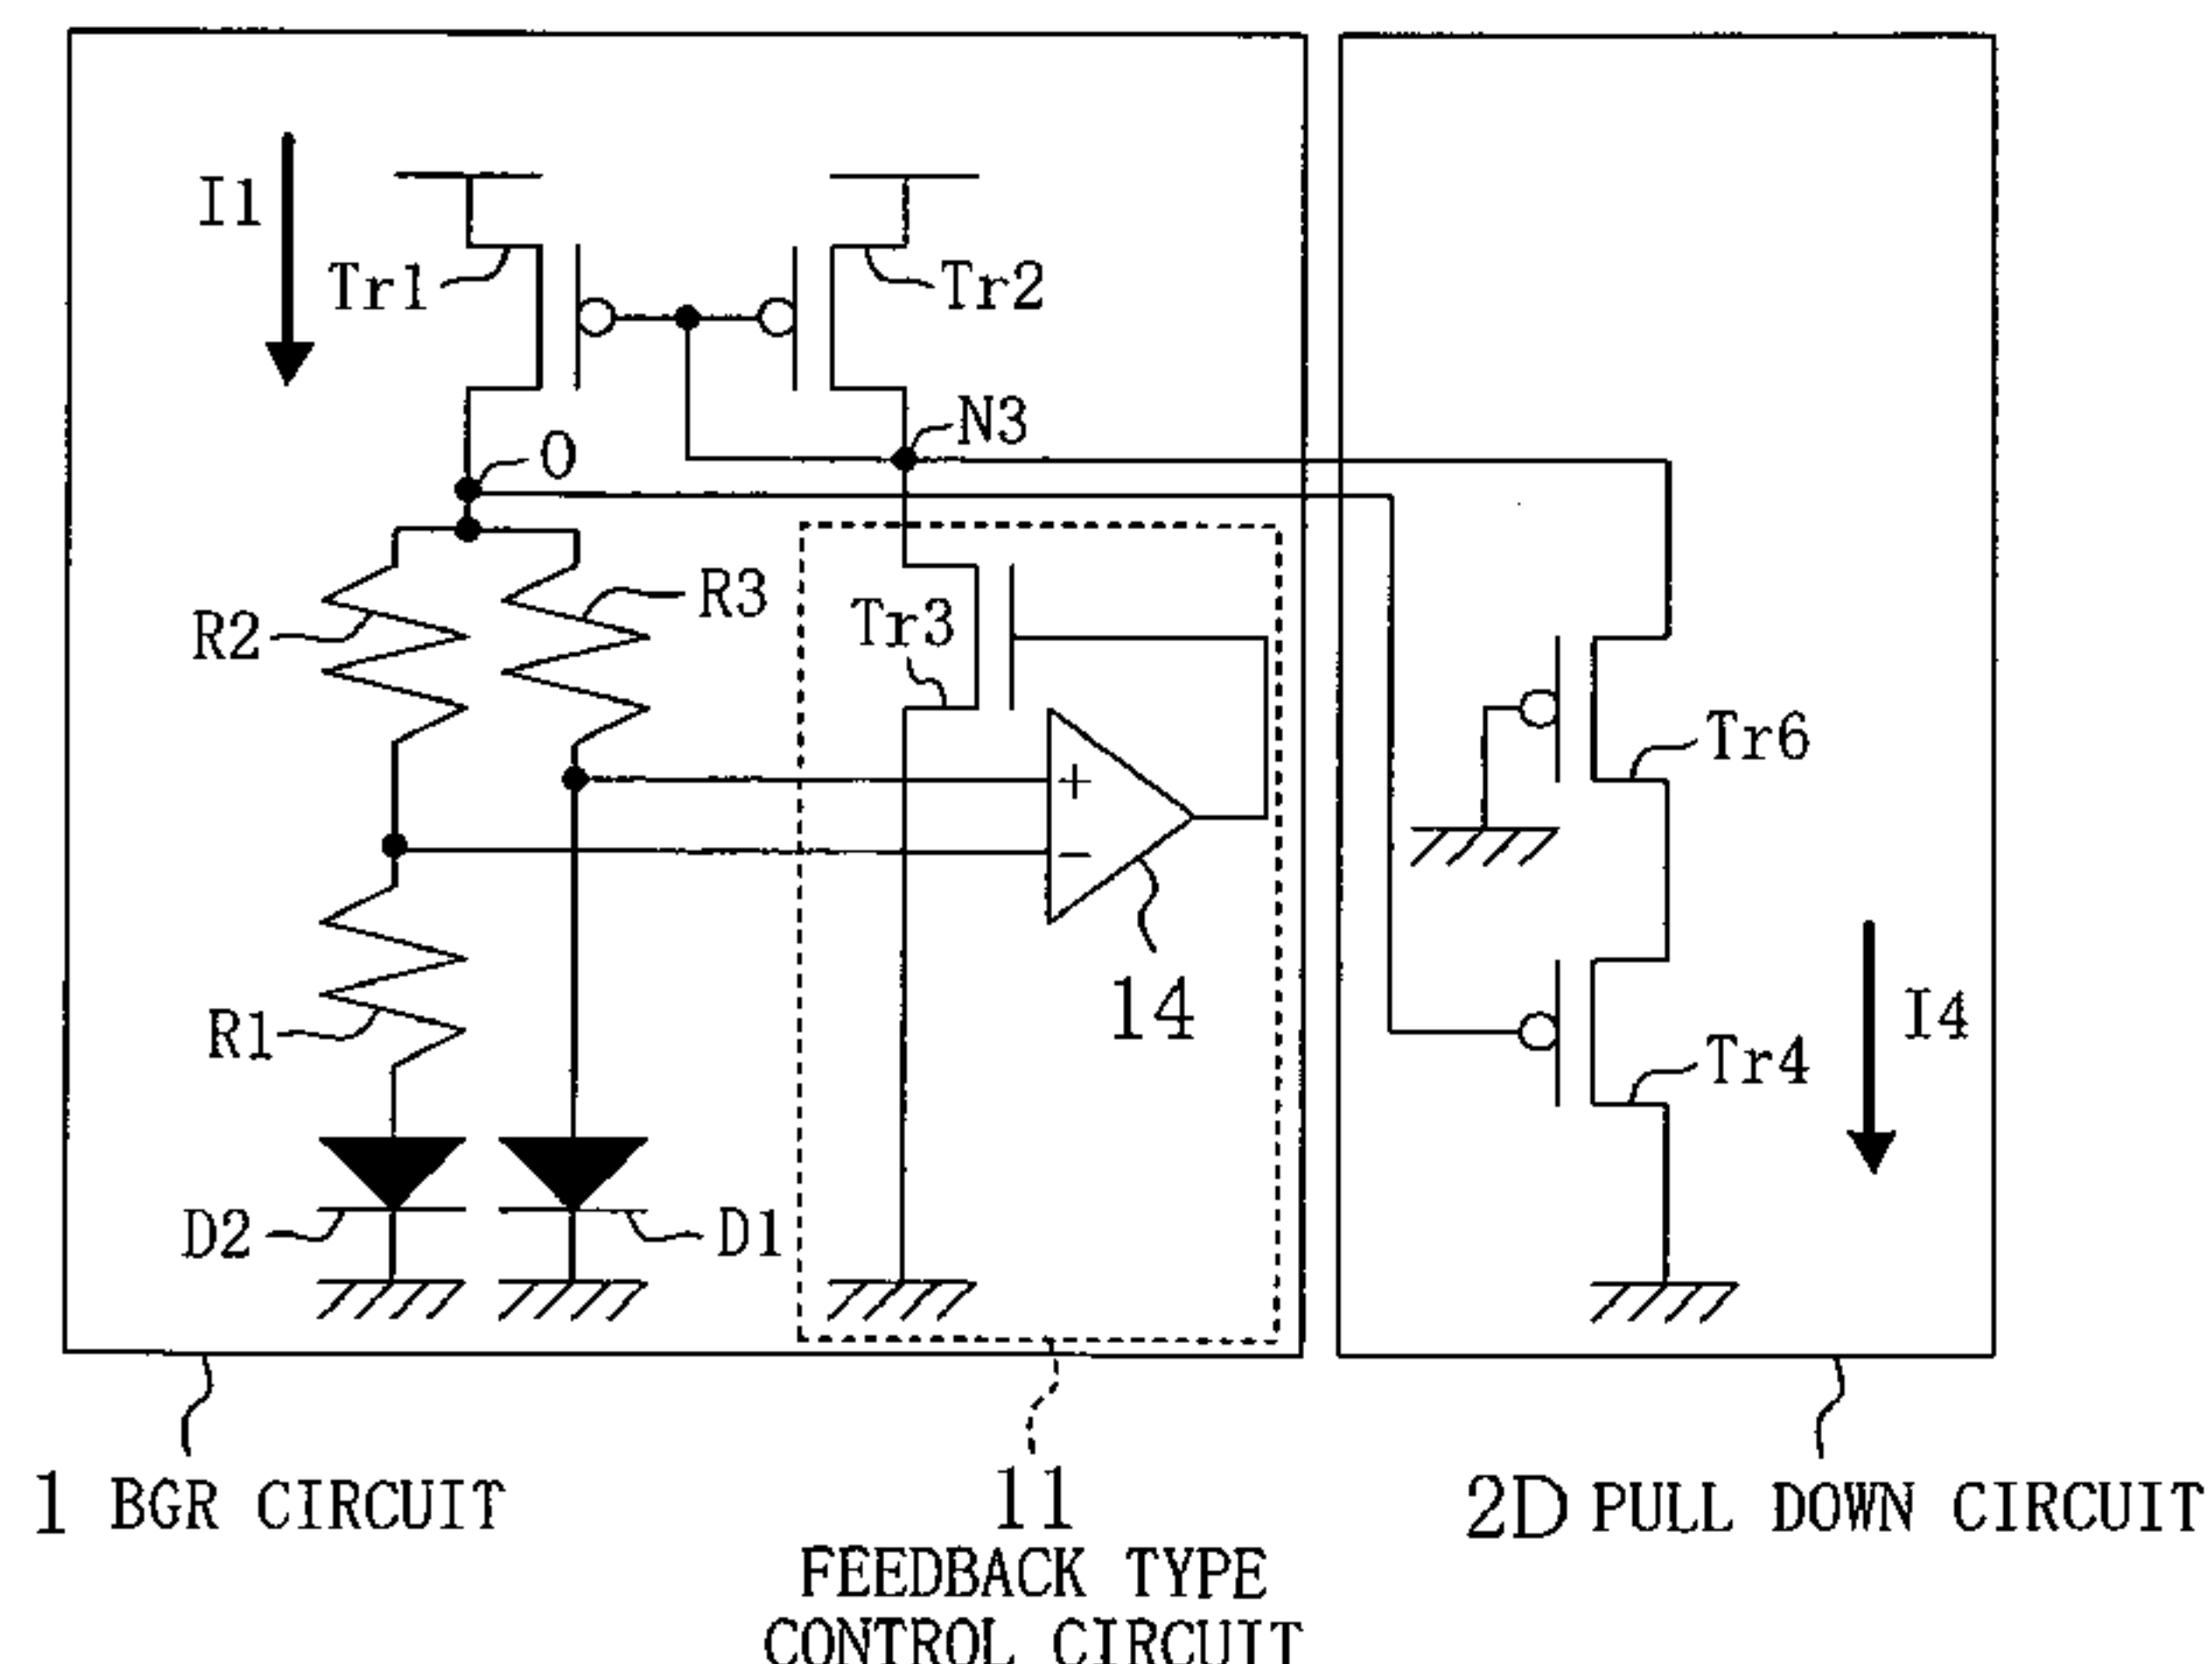 I1
Tr1
Tr2
O
N3
R2
R3
Tr3
+
−
Tr6
R1
14
I4
Tr4
D2
D1
1 BGR CIRCUIT
11
FEEDBACK TYPE
CONTROL CIRCUIT
2D PULL DOWN CIRCUIT